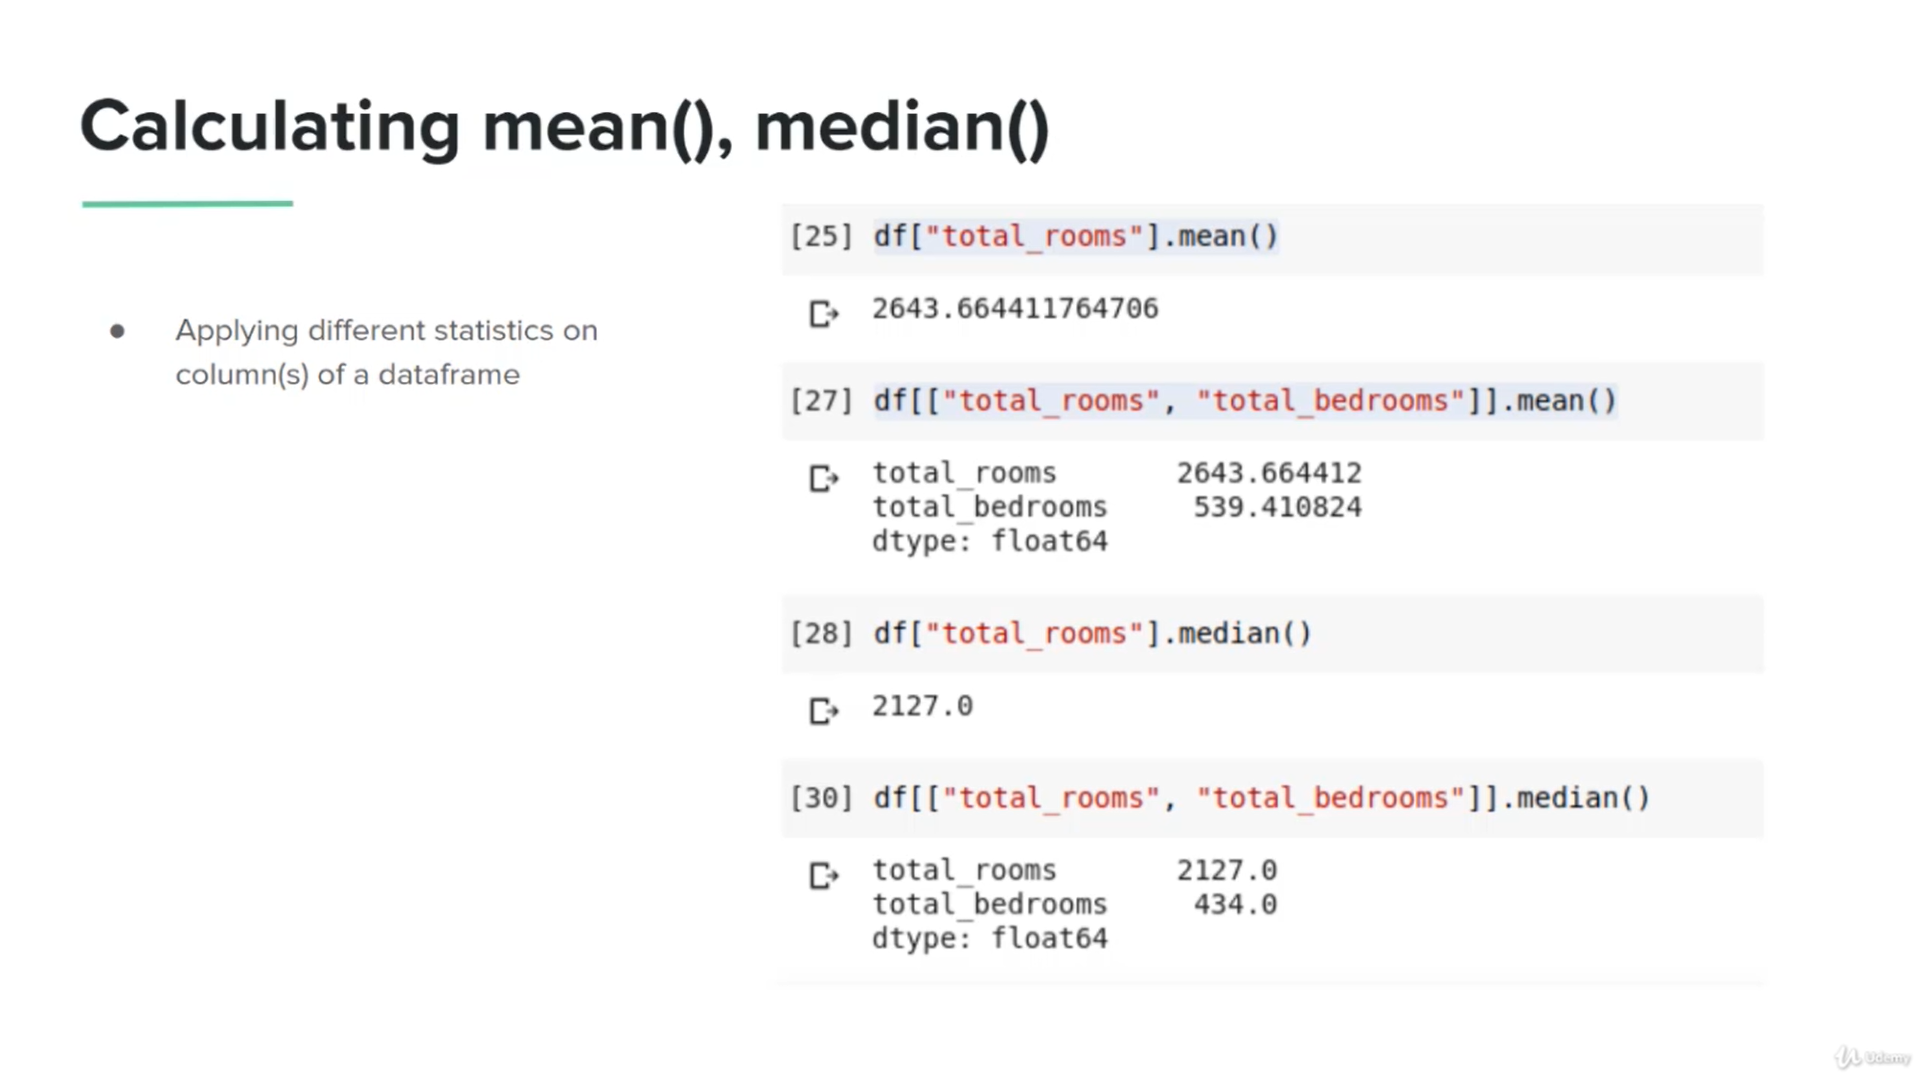 Calculating mean(), median()
● Applying different statistics on
column(s) of a dataframe
[25] df["total_rooms"].mean()
2643.664411764706
[27] df[["total_rooms", "total_bedrooms"]].mean()
total_rooms 2643.664412
total_bedrooms 539.410824
dtype: float64
[28] df["total_rooms"].median()
2127.0
[30] df[["total_rooms", "total_bedrooms"]].median()
total_rooms 2127.0
total_bedrooms 434.0
dtype: float64
Udemy